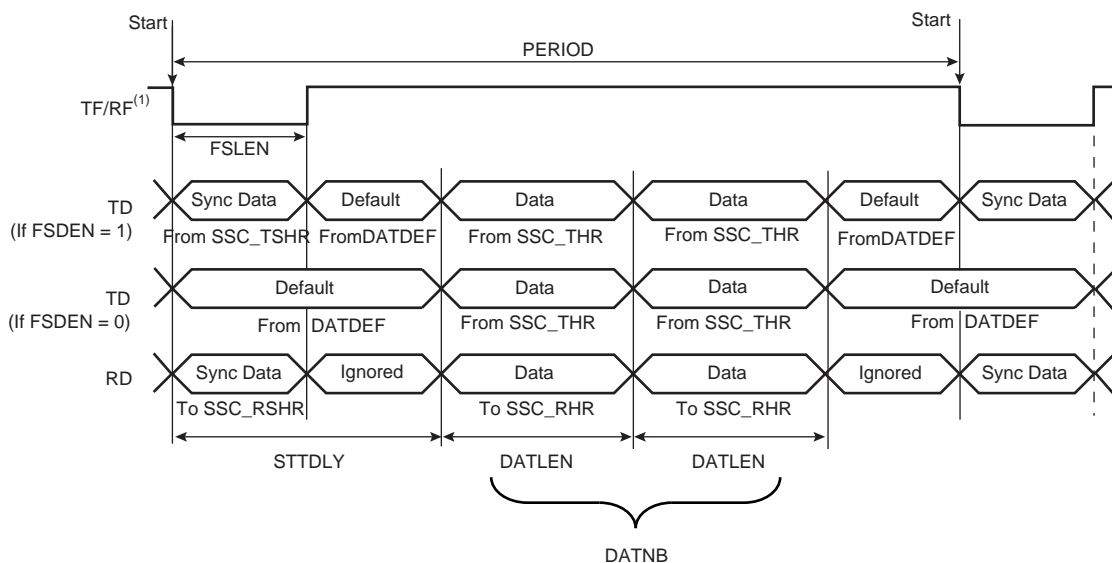 Start Start
PERIOD
TF/RF(1)
FSLEN
TD
(If FSDEN = 1)
Sync Data Default Data Data Default Sync Data
From SSC_TSHR FromDATDEF From SSC_THR From SSC_THR FromDATDEF
TD
(If FSDEN = 0)
Default Data Data Default
From DATDEF From SSC_THR From SSC_THR From DATDEF
RD
Sync Data Ignored Data Data Ignored Sync Data
To SSC_RSHR To SSC_RHR To SSC_RHR
STTDLY DATLEN DATLEN
DATNB